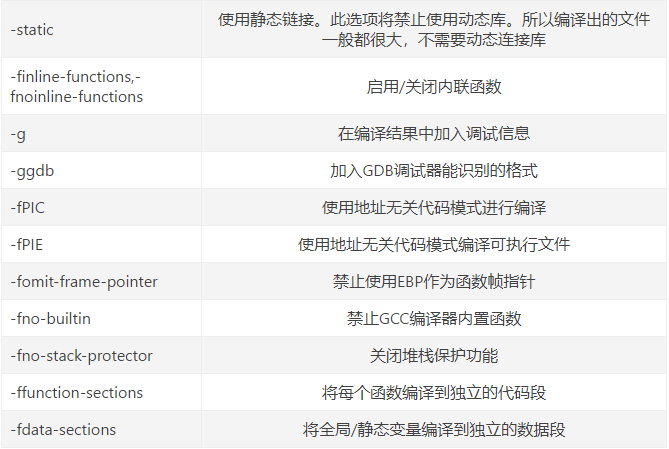 -static
使用静态链接。此选项将禁止使用动态库。所以编译出的文件
一般都很大，不需要动态连接库
-finline-functions,-
fnoinline-functions
启用/关闭内联函数
-g
在编译结果中加入调试信息
-ggdb
加入GDB调试器能识别的格式
-fPIC
使用地址无关代码模式进行编译
-fPIE
使用地址无关代码模式编译可执行文件
-fomit-frame-pointer
禁止使用EBP作为函数帧指针
-fno-builtin
禁止GCC编译器内置函数
-fno-stack-protector
关闭堆栈保护功能
-ffunction-sections
将每个函数编译到独立的代码段
-fdata-sections
将全局/静态变量编译到独立的数据段